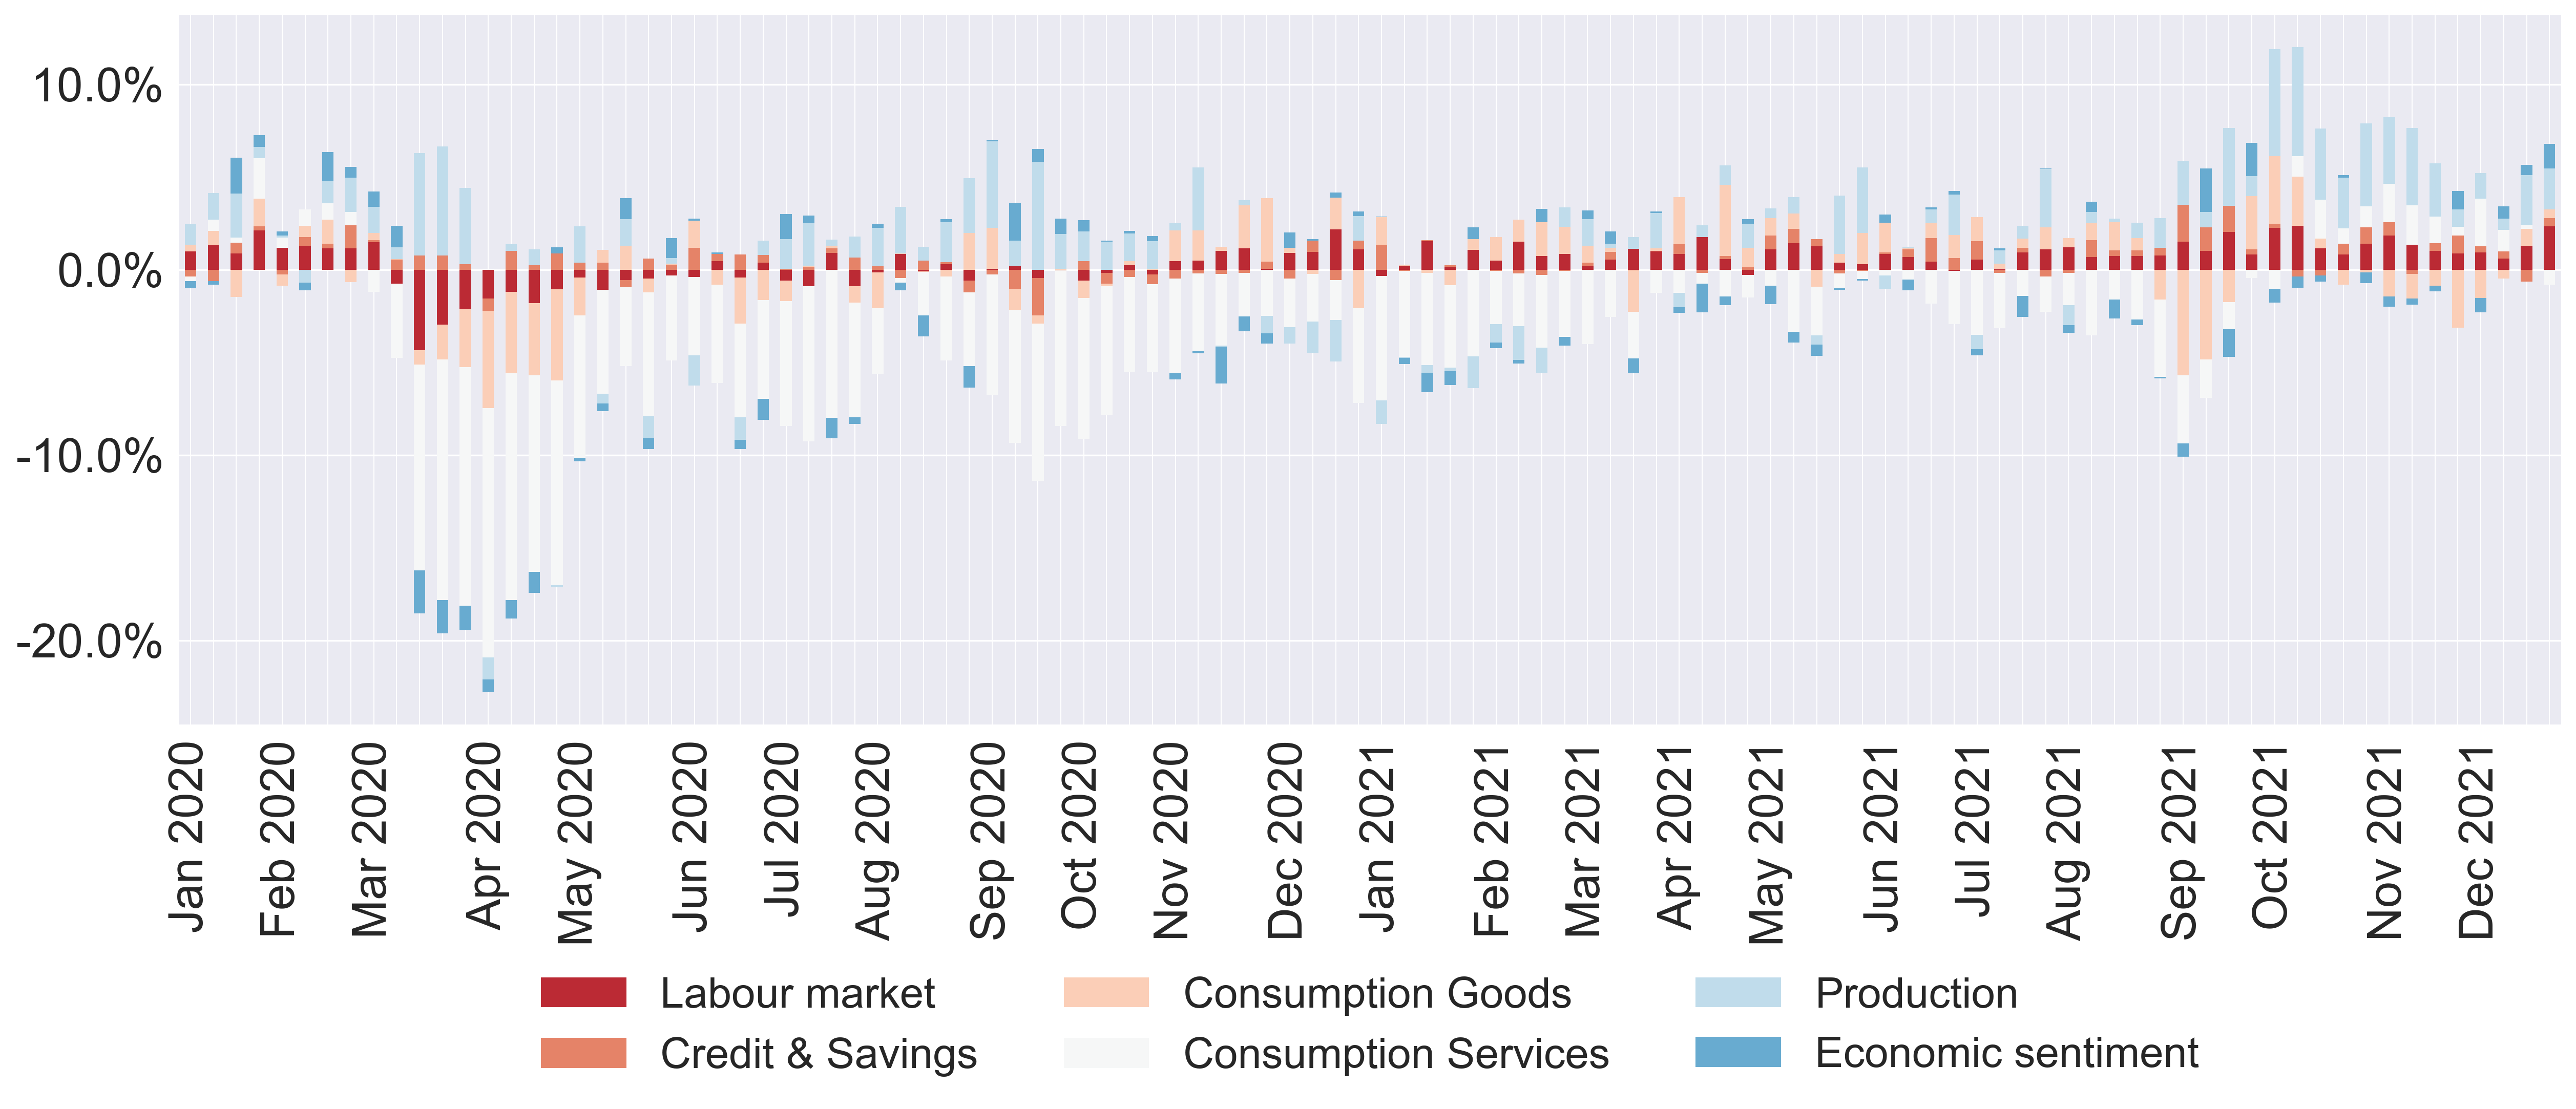 10.0%
0.0%
-10.0%
-20.0%
Jan 2020
Feb 2020
Mar 2020
Apr 2020
May 2020
Jun 2020
Jul 2020
Aug 2020
Sep 2020
Oct 2020
Nov 2020
Dec 2020
Jan 2021
Feb 2021
Mar 2021
Apr 2021
May 2021
Jun 2021
Jul 2021
Aug 2021
Sep 2021
Oct 2021
Nov 2021
Dec 2021
Labour market
Consumption Goods
Production
Credit & Savings
Consumption Services
Economic sentiment